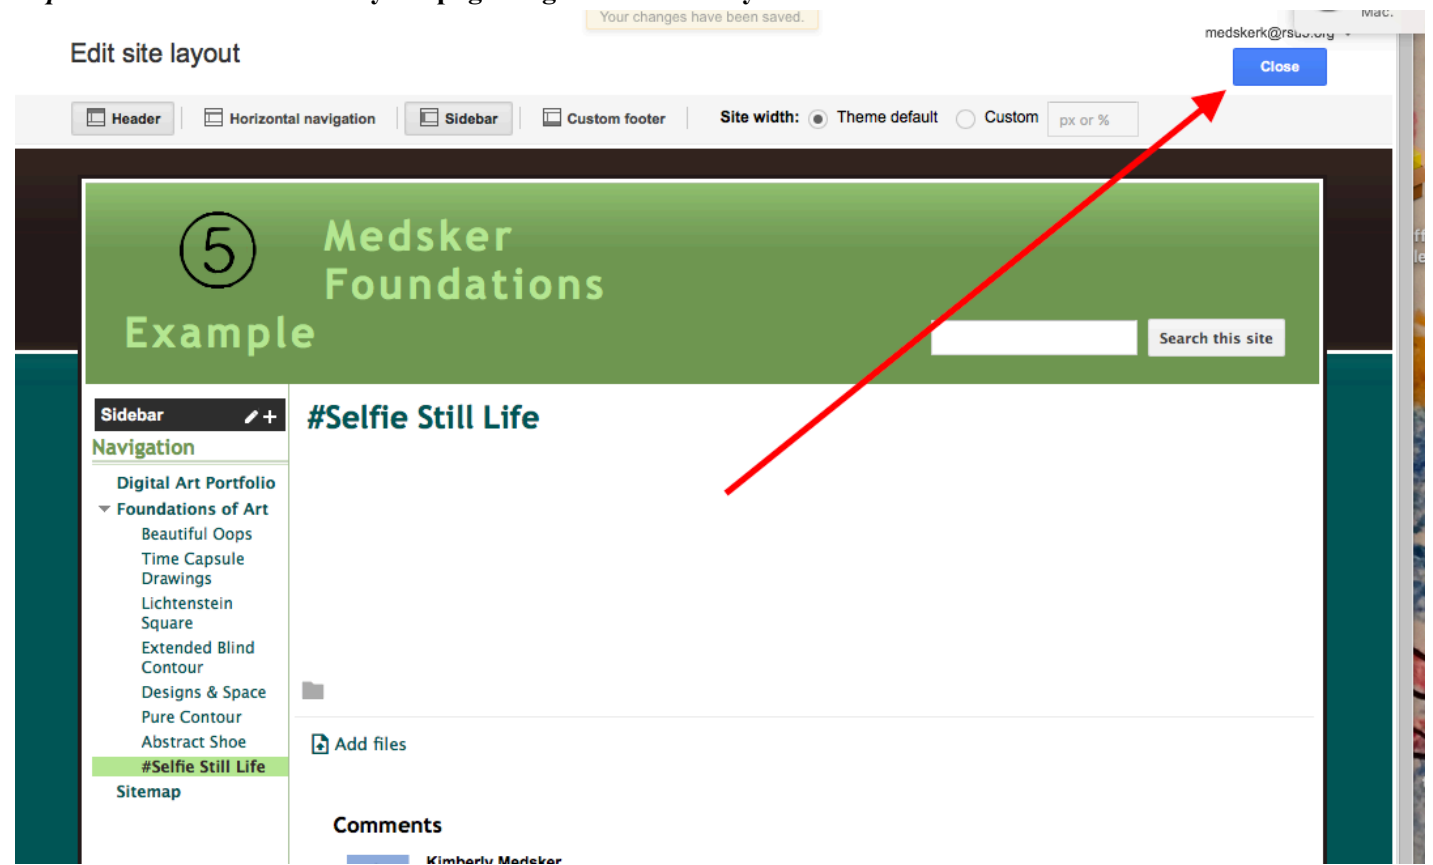 Your changes have been saved.
Mac.
Edit site layout
Close
Header Horizontal navigation Sidebar Custom footer Site width: Theme default Custom px or %
5 Medsker
Foundations
Example
Search this site
Sidebar
#Selfie Still Life
Navigation
Digital Art Portfolio
Foundations of Art
Beautiful Oops
Time Capsule
Drawings
Lichtenstein
Square
Extended Blind
Contour
Designs & Space
Pure Contour
Abstract Shoe
#Selfie Still Life
Sitemap
Add files
Comments
Kimberly Medsker